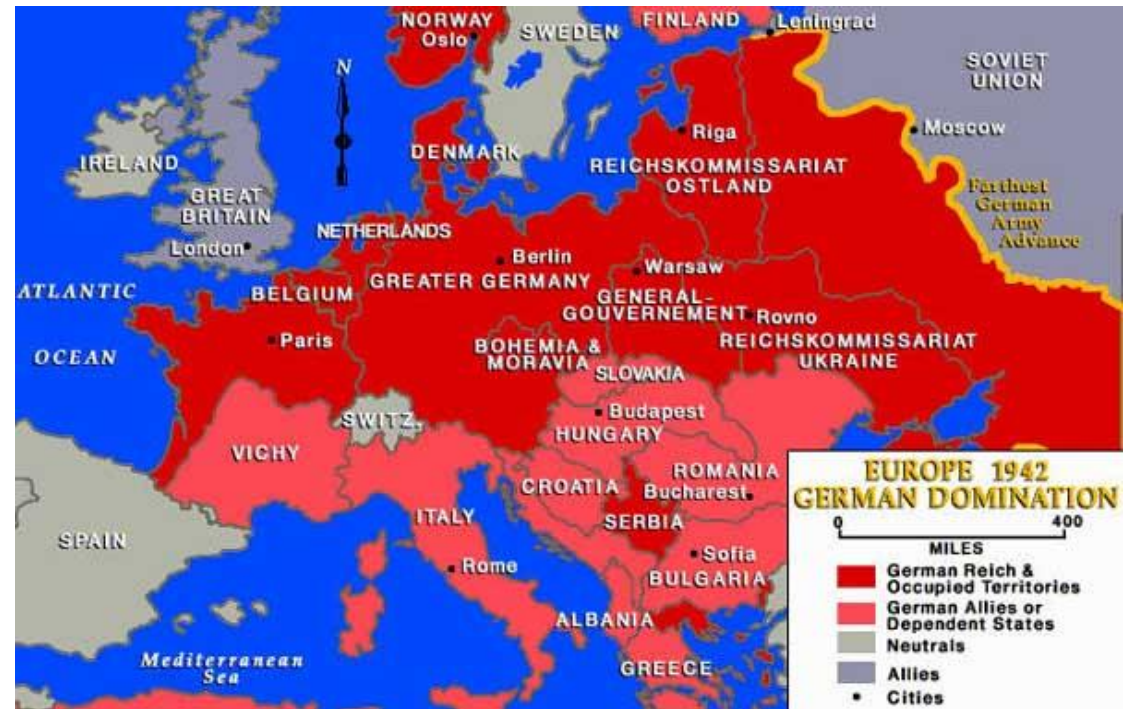 NORWAY
Oslo
SWEDEN
FINLAND
Leningrad
SOVIET
UNION
N
Moscow
Riga
IRELAND
DENMARK
REICHSKOMMISSARIAT
OSTLAND
GREAT
BRITAIN
London
Farthest
German
Army
Advance
NETHERLANDS
Berlin
GREATER GERMANY
Warsaw
ATLANTIC
OCEAN
BELGIUM
GENERAL-
GOUVERNEMENT
Rovno
Paris
BOHEMIA &
MORAVIA
REICHSKOMMISSARIAT
UKRAINE
SLOVAKIA
SWITZ.
Budapest
HUNGARY
VICHY
ROMANIA
Bucharest
CROATIA
SERBIA
ITALY
SPAIN
Rome
Sofia
BULGARIA
ALBANIA
GREECE
Mediterranean
Sea
EUROPE 1942
GERMAN DOMINATION
0 400
MILES
German Reich &
Occupied Territories
German Allies or
Dependent States
Neutrals
Allies
Cities